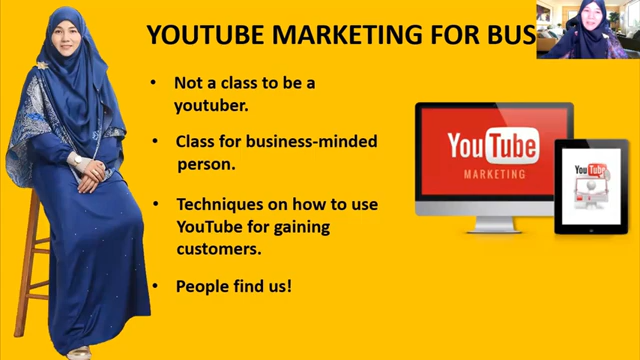 YOUTUBE MARKETING FOR BUS
• Not a class to be a
youtuber.
• Class for business-minded
person.
• Techniques on how to use
YouTube for gaining
customers.
• People find us!
YouTube
MARKETING
YouTube